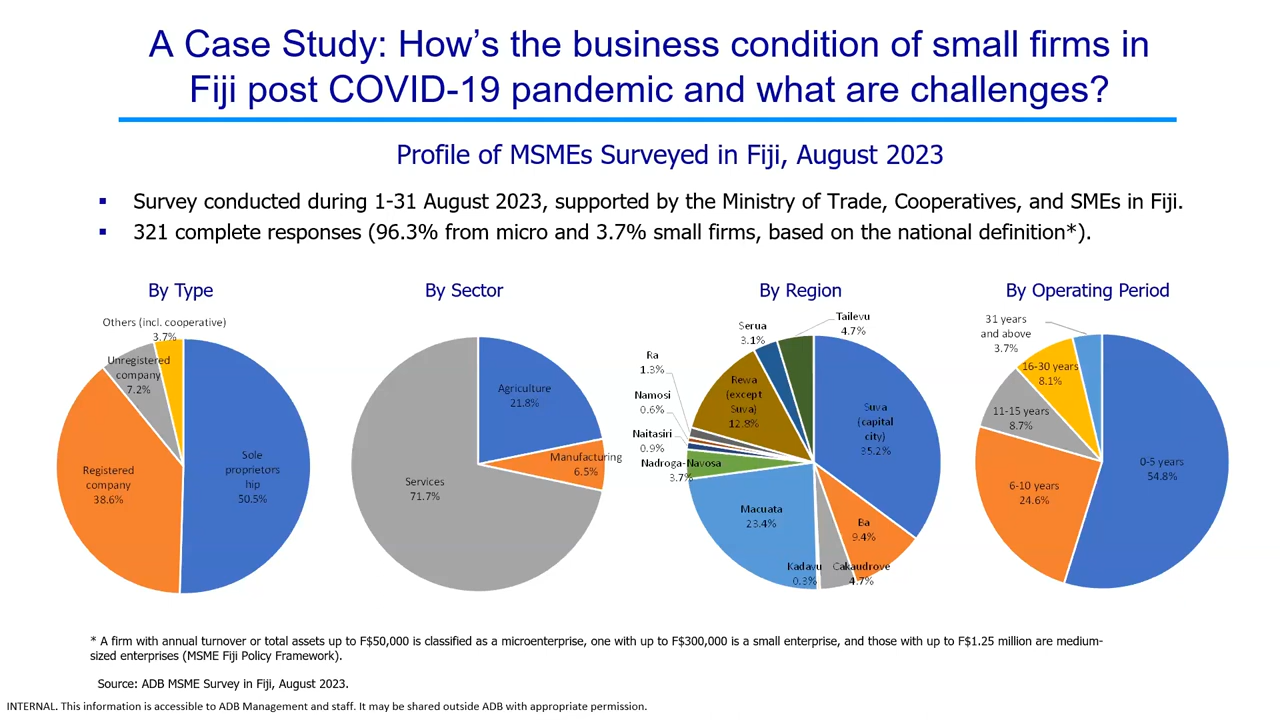 A Case Study: How's the business condition of small firms in
Fiji post COVID-19 pandemic and what are challenges?
Profile of MSMEs Surveyed in Fiji, August 2023
▪ Survey conducted during 1-31 August 2023, supported by the Ministry of Trade, Cooperatives, and SMEs in Fiji.
▪ 321 complete responses (96.3% from micro and 3.7% small firms, based on the national definition*).
By Type
Others (incl. cooperative)
3.7%
Unregistered
company
7.2%
Registered
company
38.6%
Sole
proprietors
hip
50.5%
By Sector
Agriculture
21.8%
Manufacturing
6.5%
Services
71.7%
By Region
Tailevu
4.7%
Serua
3.1%
Ra
1.3%
Namosi
0.6%
Naitasiri
0.9%
Nadroga-Navosa
3.7%
Rewa
(except
Suva)
12.8%
Suva
(capital
city)
35.2%
Macuata
23.4%
Ba
9.4%
Kadavu
0.3%
Cakaudrove
4.7%
By Operating Period
31 years
and above
3.7%
16-30 years
8.1%
11-15 years
8.7%
6-10 years
24.6%
0-5 years
54.8%
* A firm with annual turnover or total assets up to F$50,000 is classified as a microenterprise, one with up to F$300,000 is a small enterprise, and those with up to F$1.25 million are medium-
sized enterprises (MSME Fiji Policy Framework).
Source: ADB MSME Survey in Fiji, August 2023.
INTERNAL. This information is accessible to ADB Management and staff. It may be shared outside ADB with appropriate permission.